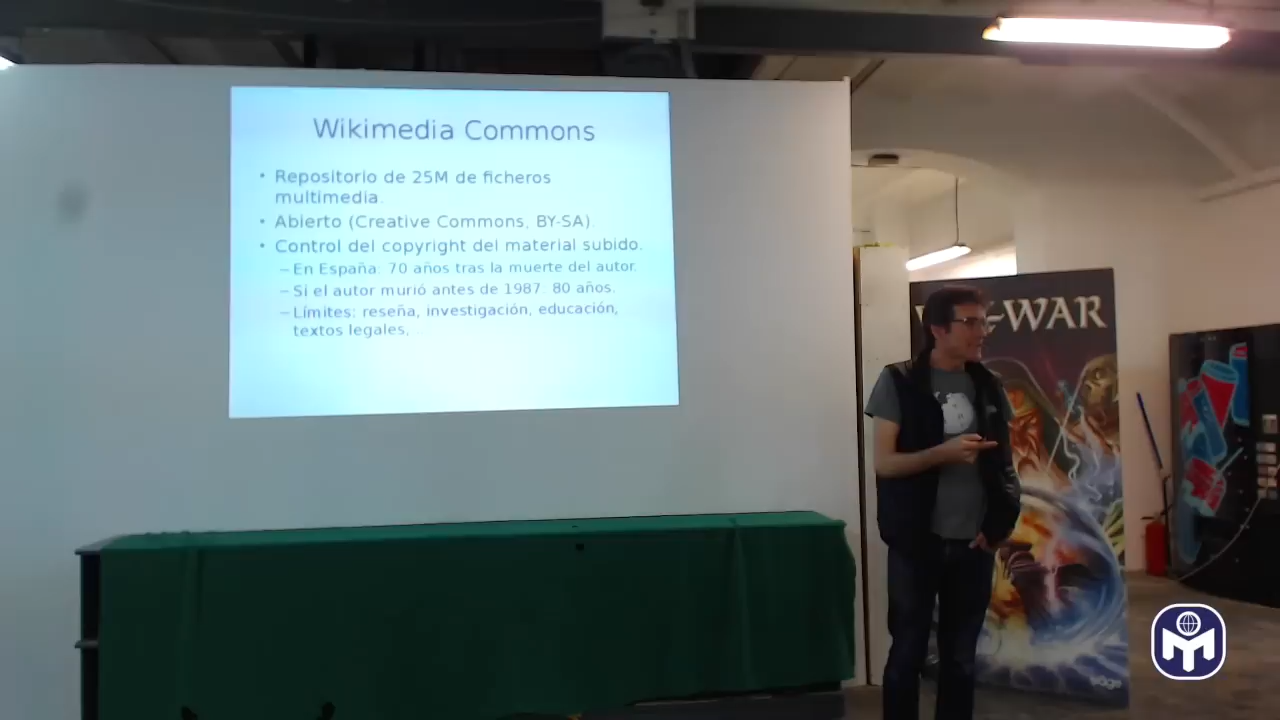 Wikimedia Commons
• Repositorio de 25M de ficheros
multimedia.
• Abierto (Creative Commons, BY-SA).
• Control del copyright del material subido.
– En España: 70 años tras la muerte del autor.
– Si el autor murió antes de 1987 80 años.
– Límites: reseña, investigación, educación,
textos legales,...
-WAR
edge